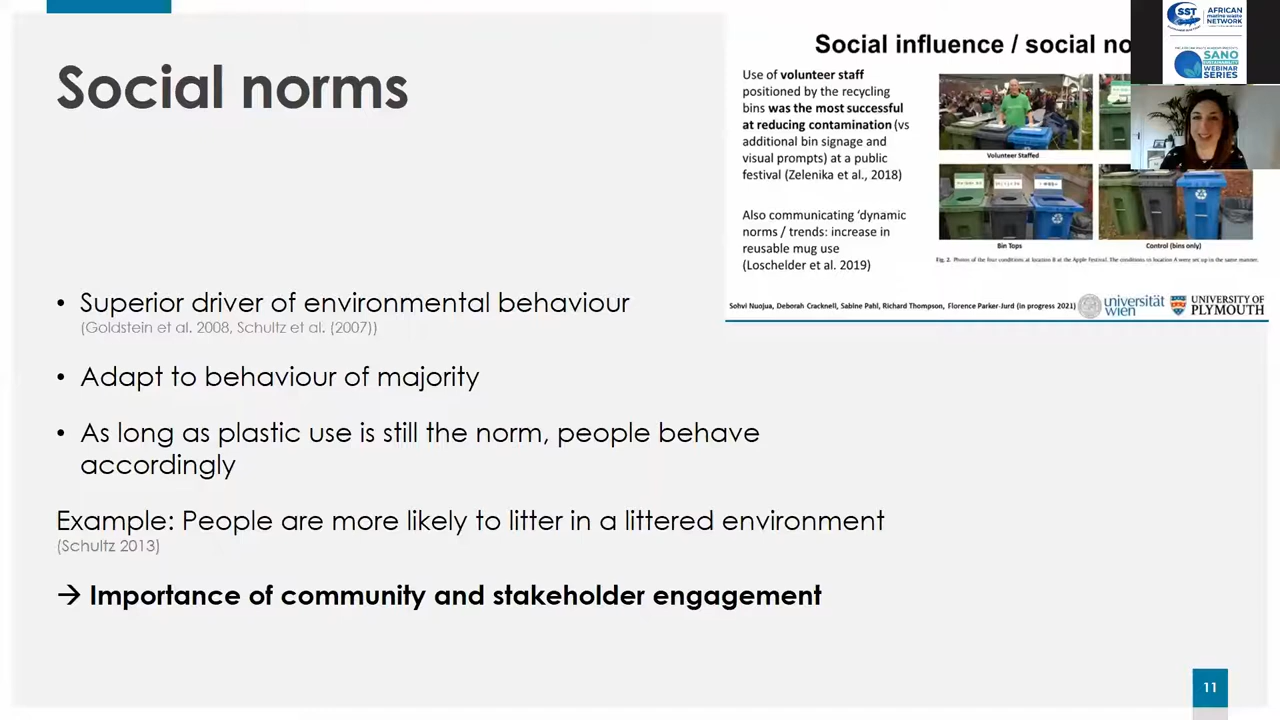 Social norms
• Superior driver of environmental behaviour
(Goldstein et al. 2008, Schultz et al. (2007))
• Adapt to behaviour of majority
• As long as plastic use is still the norm, people behave
accordingly
Example: People are more likely to litter in a littered environment
(Schultz 2013)
→ Importance of community and stakeholder engagement
Social influence / social no
Use of volunteer staff
positioned by the recycling
bins was the most successful
at reducing contamination (vs
additional bin signage and
visual prompts) at a public
festival (Zelenika et al., 2018)
Also communicating ‘dynamic
norms / trends: increase in
reusable mug use
(Loschelder et al. 2019)
Volunteer Staffed
Bin Tops
Control (bins only)
Fig. 2. Photos of the four conditions at location B at the Apple Festival. The conditions to location A were set up in the same manner.
Sohvi Nuojua, Deborah Cracknell, Sabine Pahl, Richard Thompson, Florence Parker-Jurd (in progress 2021)
universität
wien
UNIVERSITY OF
PLYMOUTH
SST
AFRICAN
MARINE WASTE
NETWORK
SANO
SUSTAINABILITY
WEBINAR
SERIES
11